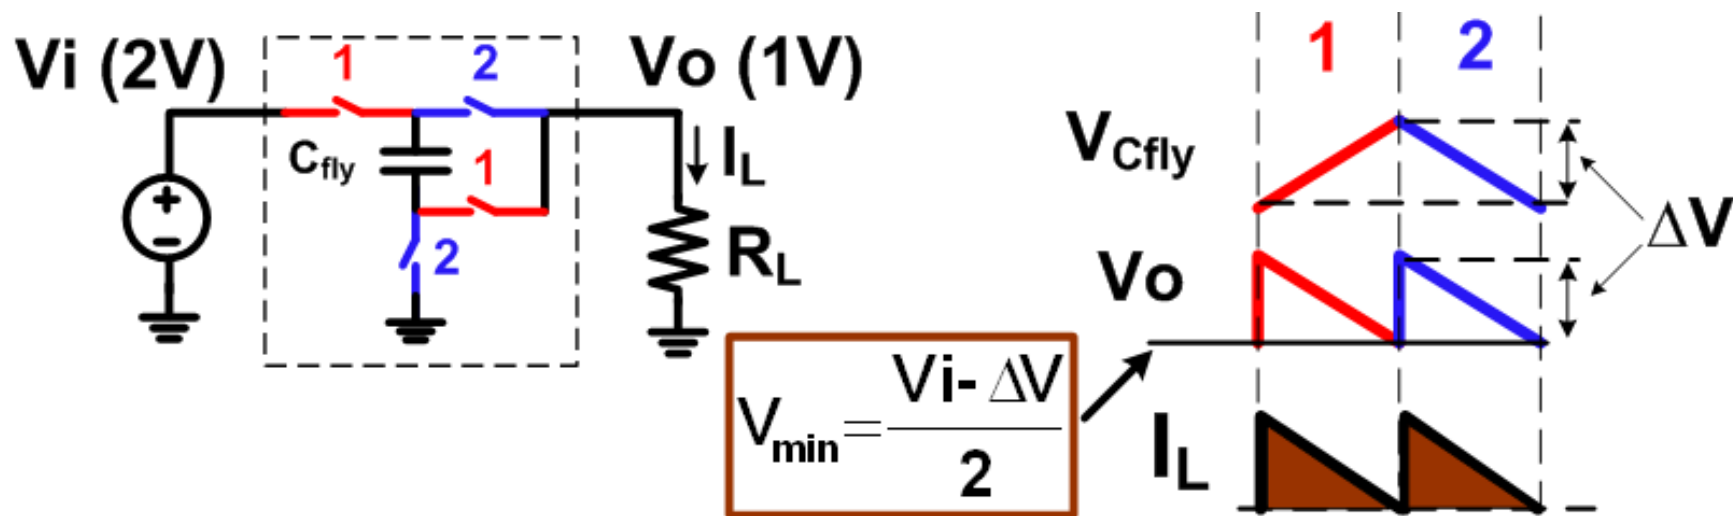 Vi (2V)
1
2
Vo (1V)
Cfly
1
IL
2
RL
+
−
1
2
VCfly
ΔV
Vo
Vmin=Vi- ΔV
2
IL